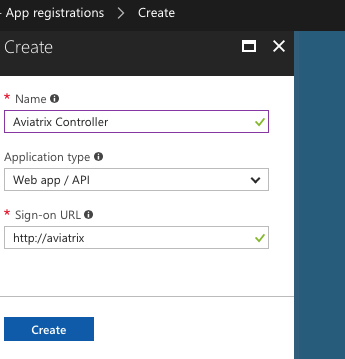 App registrations > Create
Create
* Name
Aviatrix Controller
Application type
Web app / API
* Sign-on URL
http://aviatrix
Create